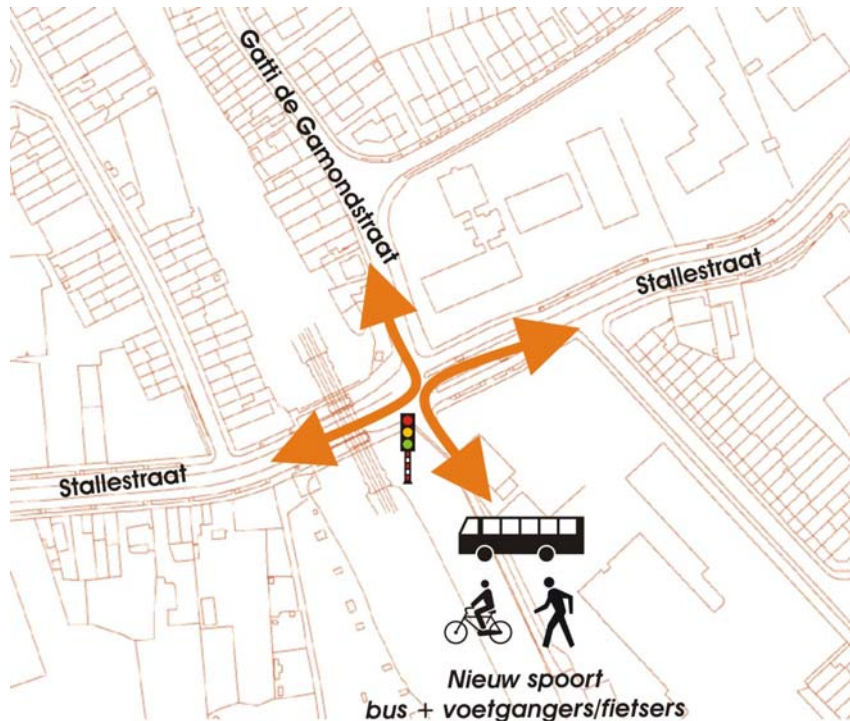 Gatti de Gamondstraat
Stallestraat
Stallestraat
Nieuw spoort
bus + voetgangers/fietsers